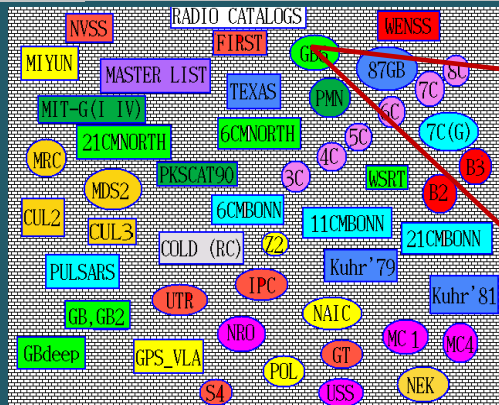 RADIO CATALOGS
NVSS
WENSS
FIRST
MIYUN
GB6
87GB
8C
MASTER LIST
TEXAS
7C
PMN
6C
MIT-G(I IV)
21CMNORTH
6CMNORTH
5C
7C(G)
4C
MRC
PKSCAT90
3C
WSRT
B3
MDS2
B2
CUL2
6CMBONN
11CMBONN
CUL3
21CMBONN
COLD (RC)
Z2
PULSARS
Kuhr'79
IPC
Kuhr'81
UTR
GB,GB2
NAIC
NRO
MC1
MC4
GBdeep
GPS_VLA
GT
POL
NEK
S4
USS